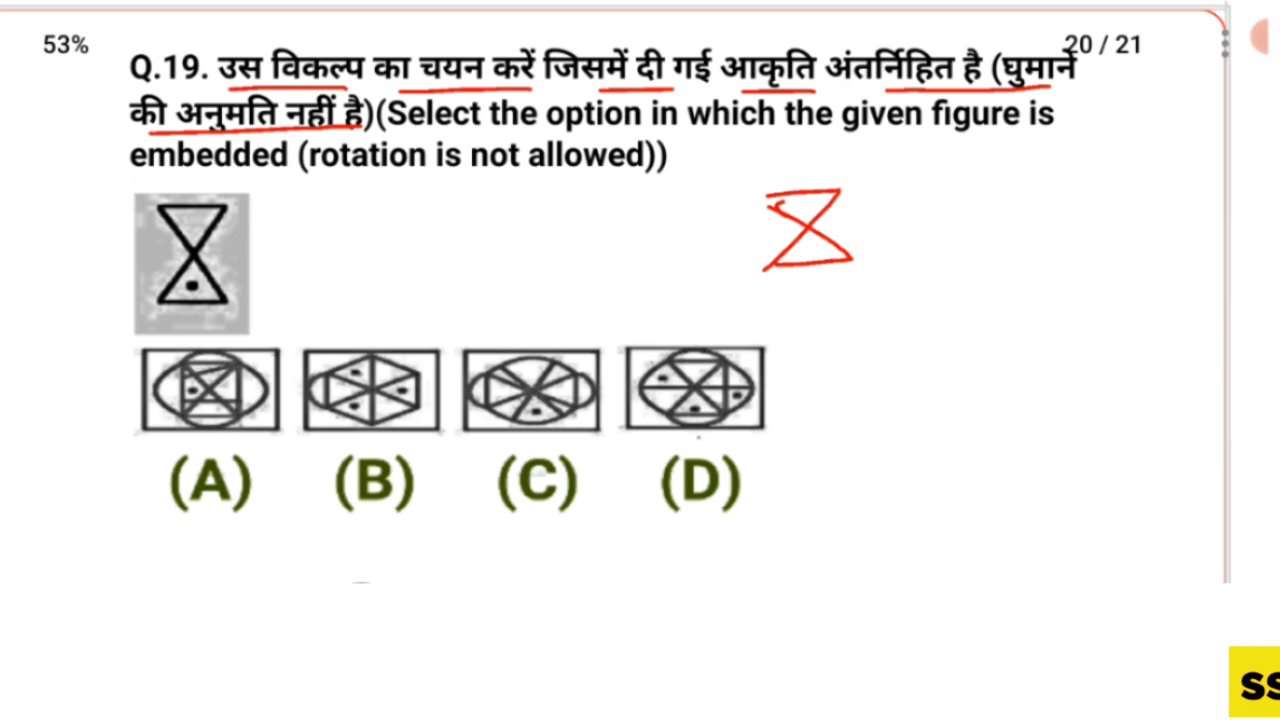 53%
20 / 21
Q.19. उस विकल्प का चयन करें जिसमें दी गई आकृति अंतर्निहित है (घुमाने
की अनुमति नहीं है)(Select the option in which the given figure is
embedded (rotation is not allowed))
(A) (B) (C) (D)
SS